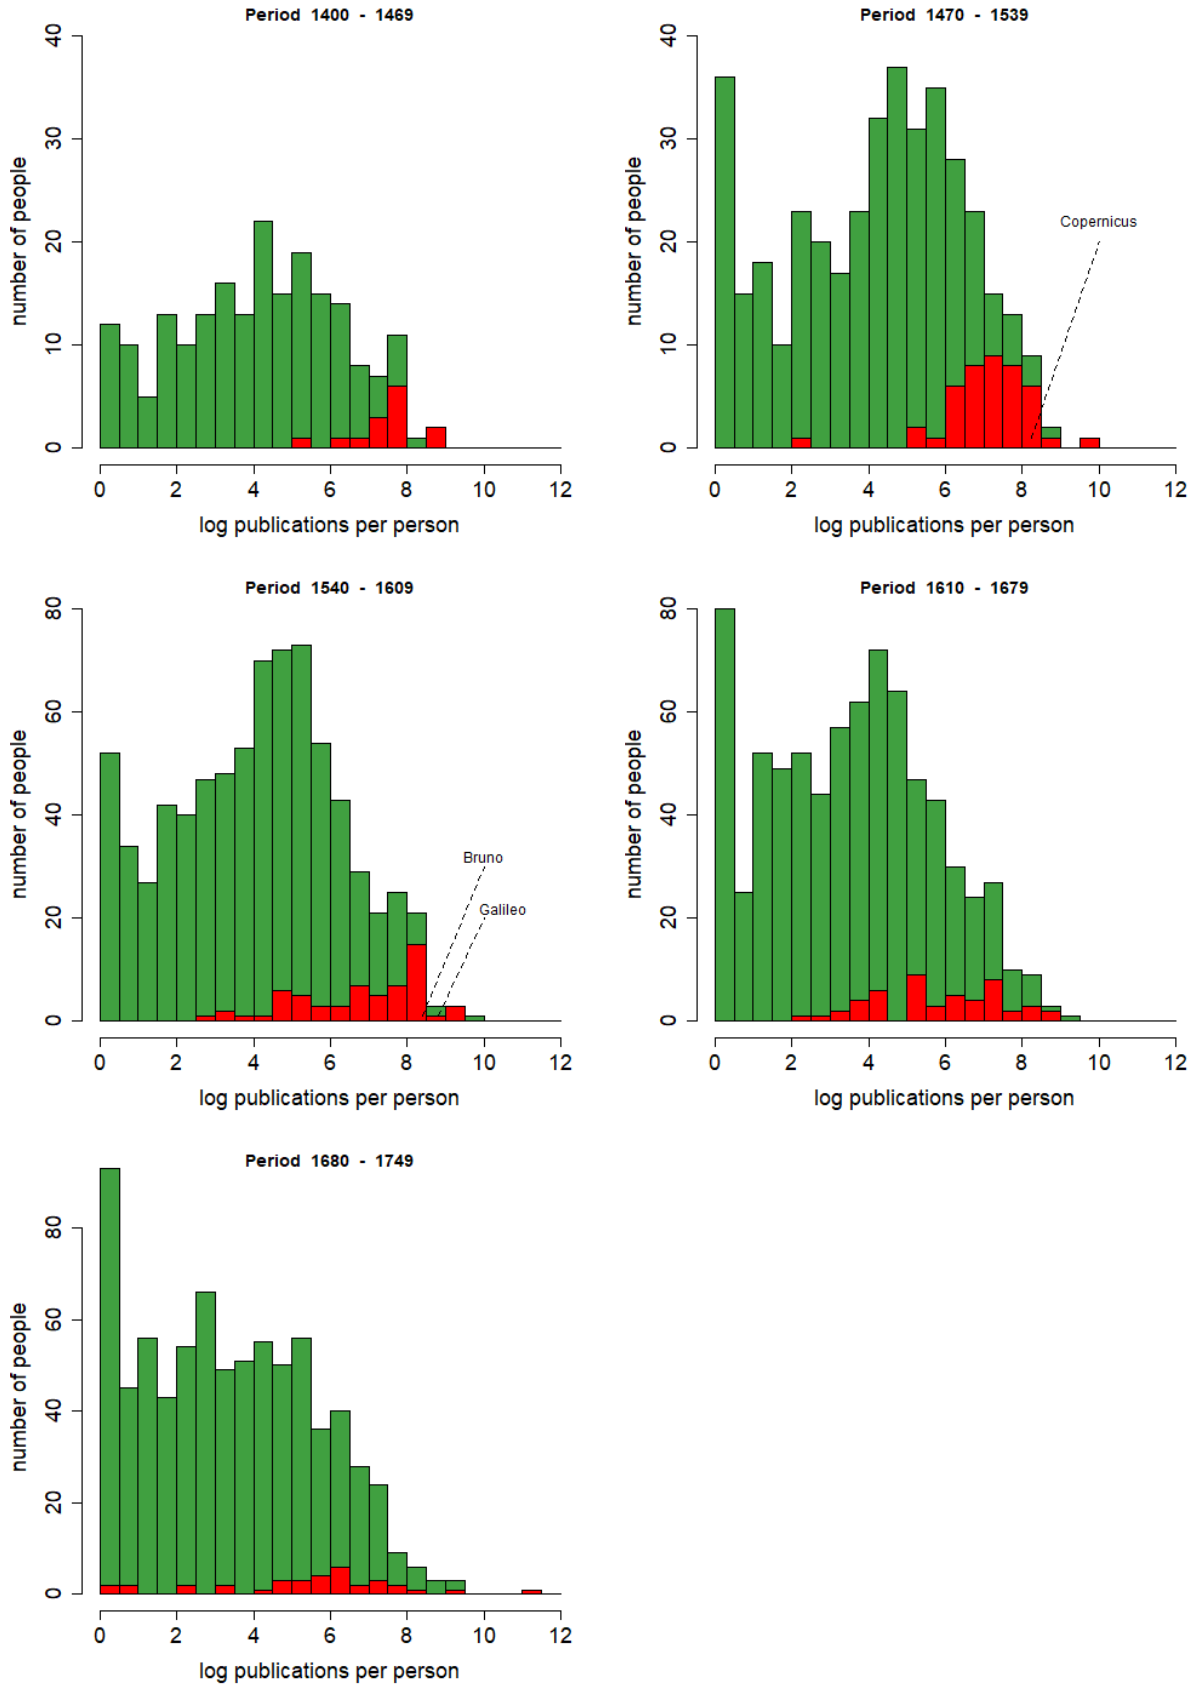 Period 1400 - 1469
number of people
0 10 20 30 40
0 2 4 6 8 10 12
log publications per person
Period 1470 - 1539
number of people
0 10 20 30 40
Copernicus
0 2 4 6 8 10 12
log publications per person
Period 1540 - 1609
number of people
0 20 40 60 80
Bruno
Galileo
0 2 4 6 8 10 12
log publications per person
Period 1610 - 1679
number of people
0 20 40 60 80
0 2 4 6 8 10 12
log publications per person
Period 1680 - 1749
number of people
0 20 40 60 80
0 2 4 6 8 10 12
log publications per person